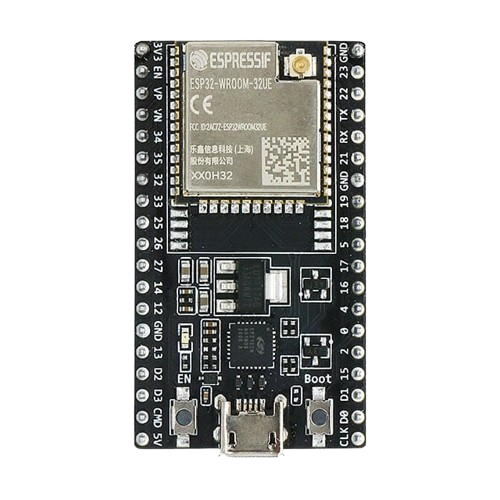 ESPRESSIF
ESP32-WROOM-32UE
CE
FCC ID:2AC7Z-ESP32WROOM32UE
乐鑫信息科技 (上海)
股份有限公司
XX0H32
3V3
EN
VP
VN
34
35
32
33
25
26
27
14
12
GND
13
D2
D3
CMD
5V
GND
23
22
TX
RX
21
GND
19
18
5
17
16
4
0
2
15
D1
D0
CLK
EN
Boot